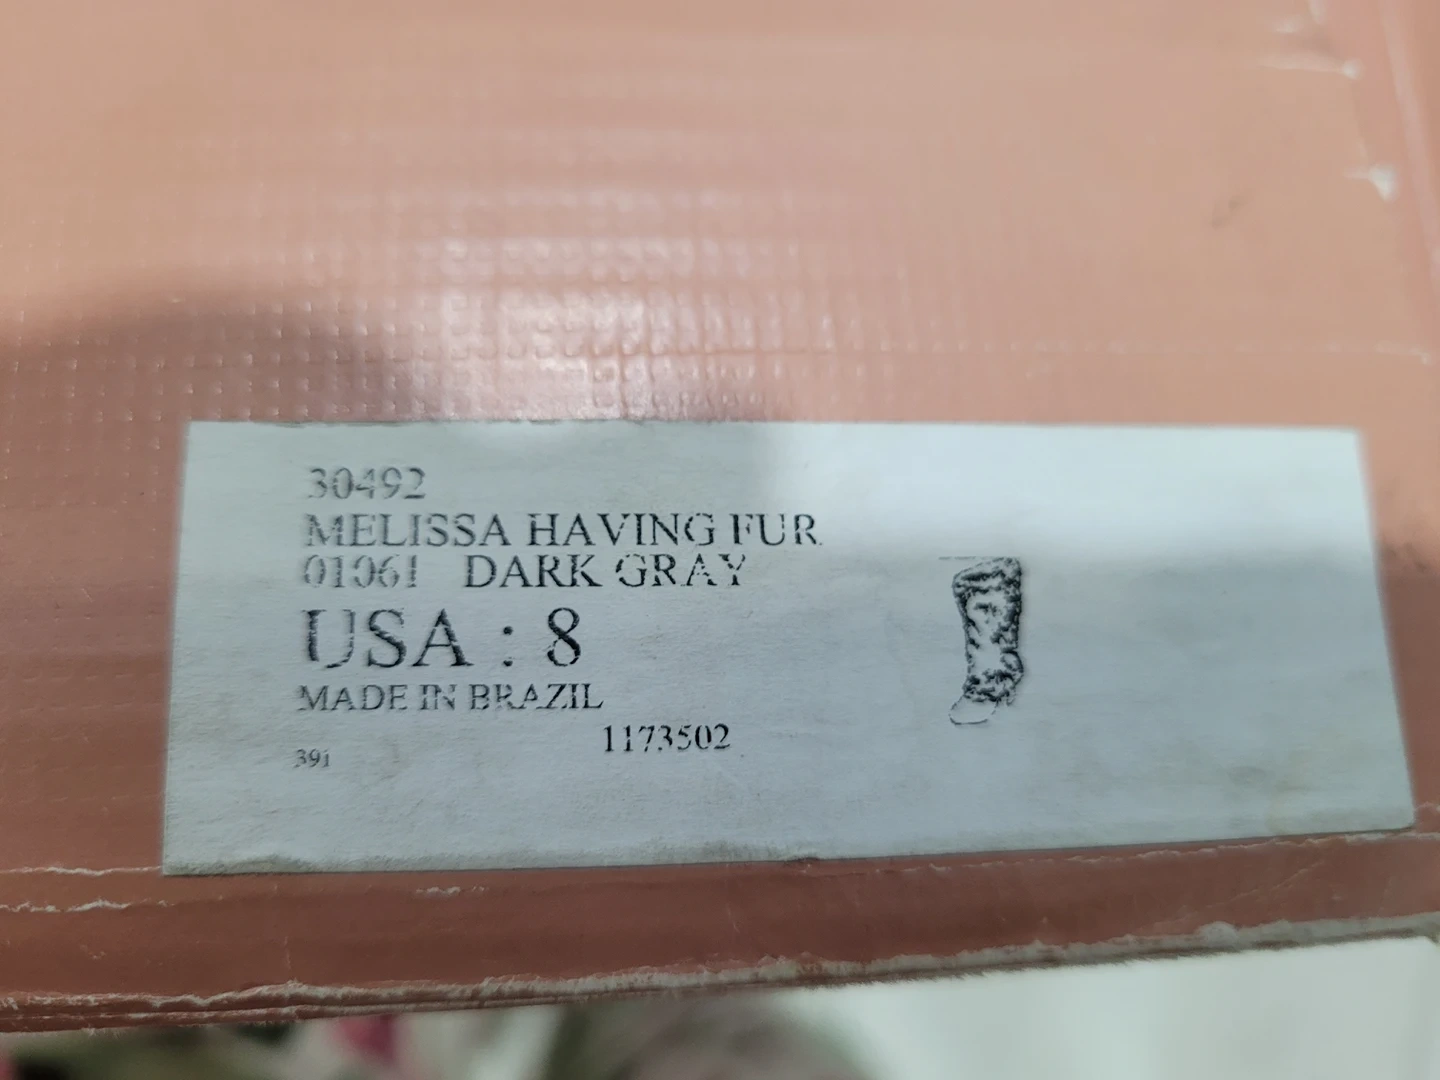 30492
MELISSA HAVING FUR
01061 DARK GRAY
USA : 8
MADE IN BRAZIL
1173502
391